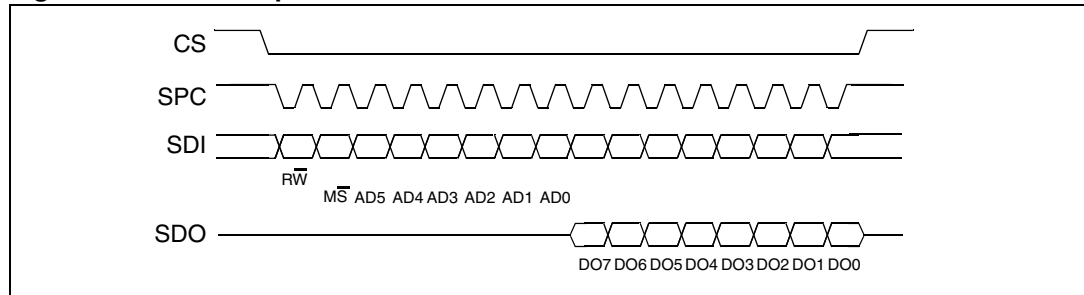 CS
SPC
SDI
RW̅
MS̅ AD5 AD4 AD3 AD2 AD1 AD0
SDO
DO7 DO6 DO5 DO4 DO3 DO2 DO1 DO0